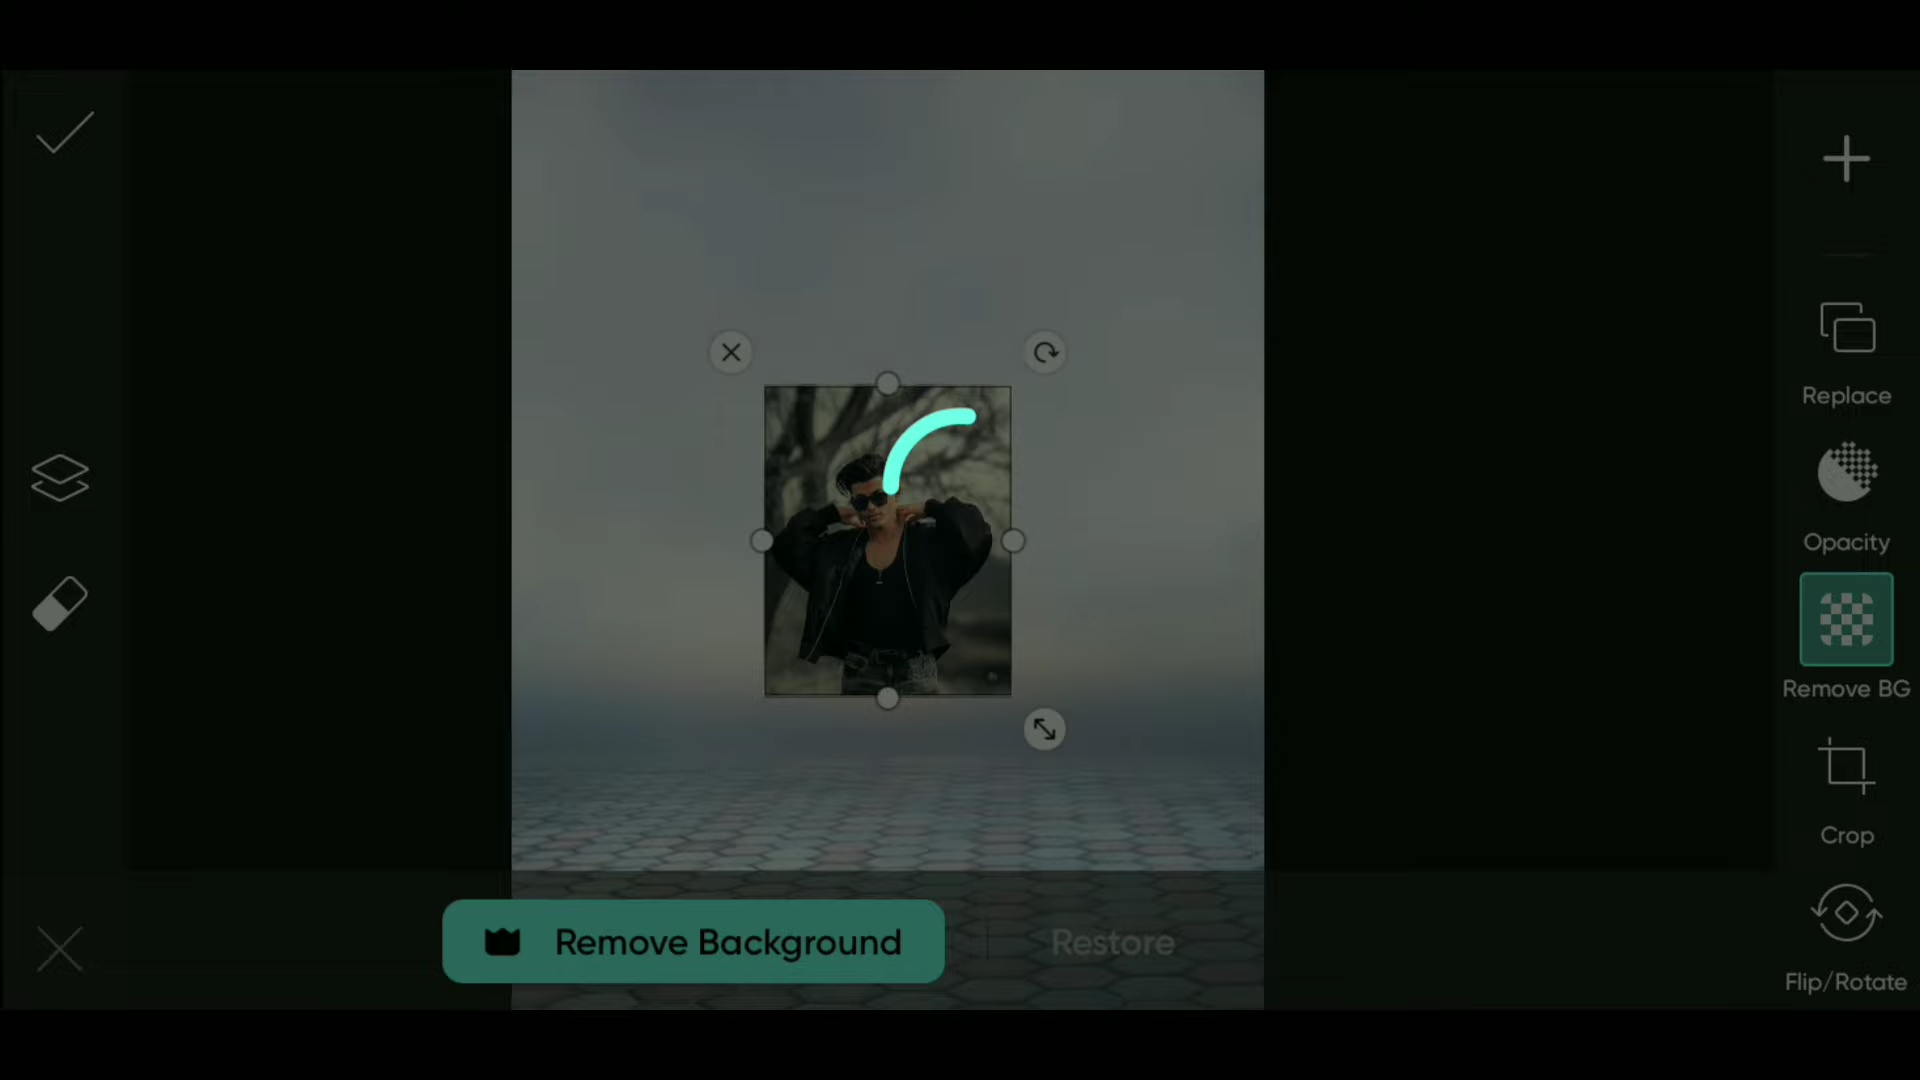 Replace
Opacity
Remove BG
Crop
Flip/Rotate
Remove Background
Restore